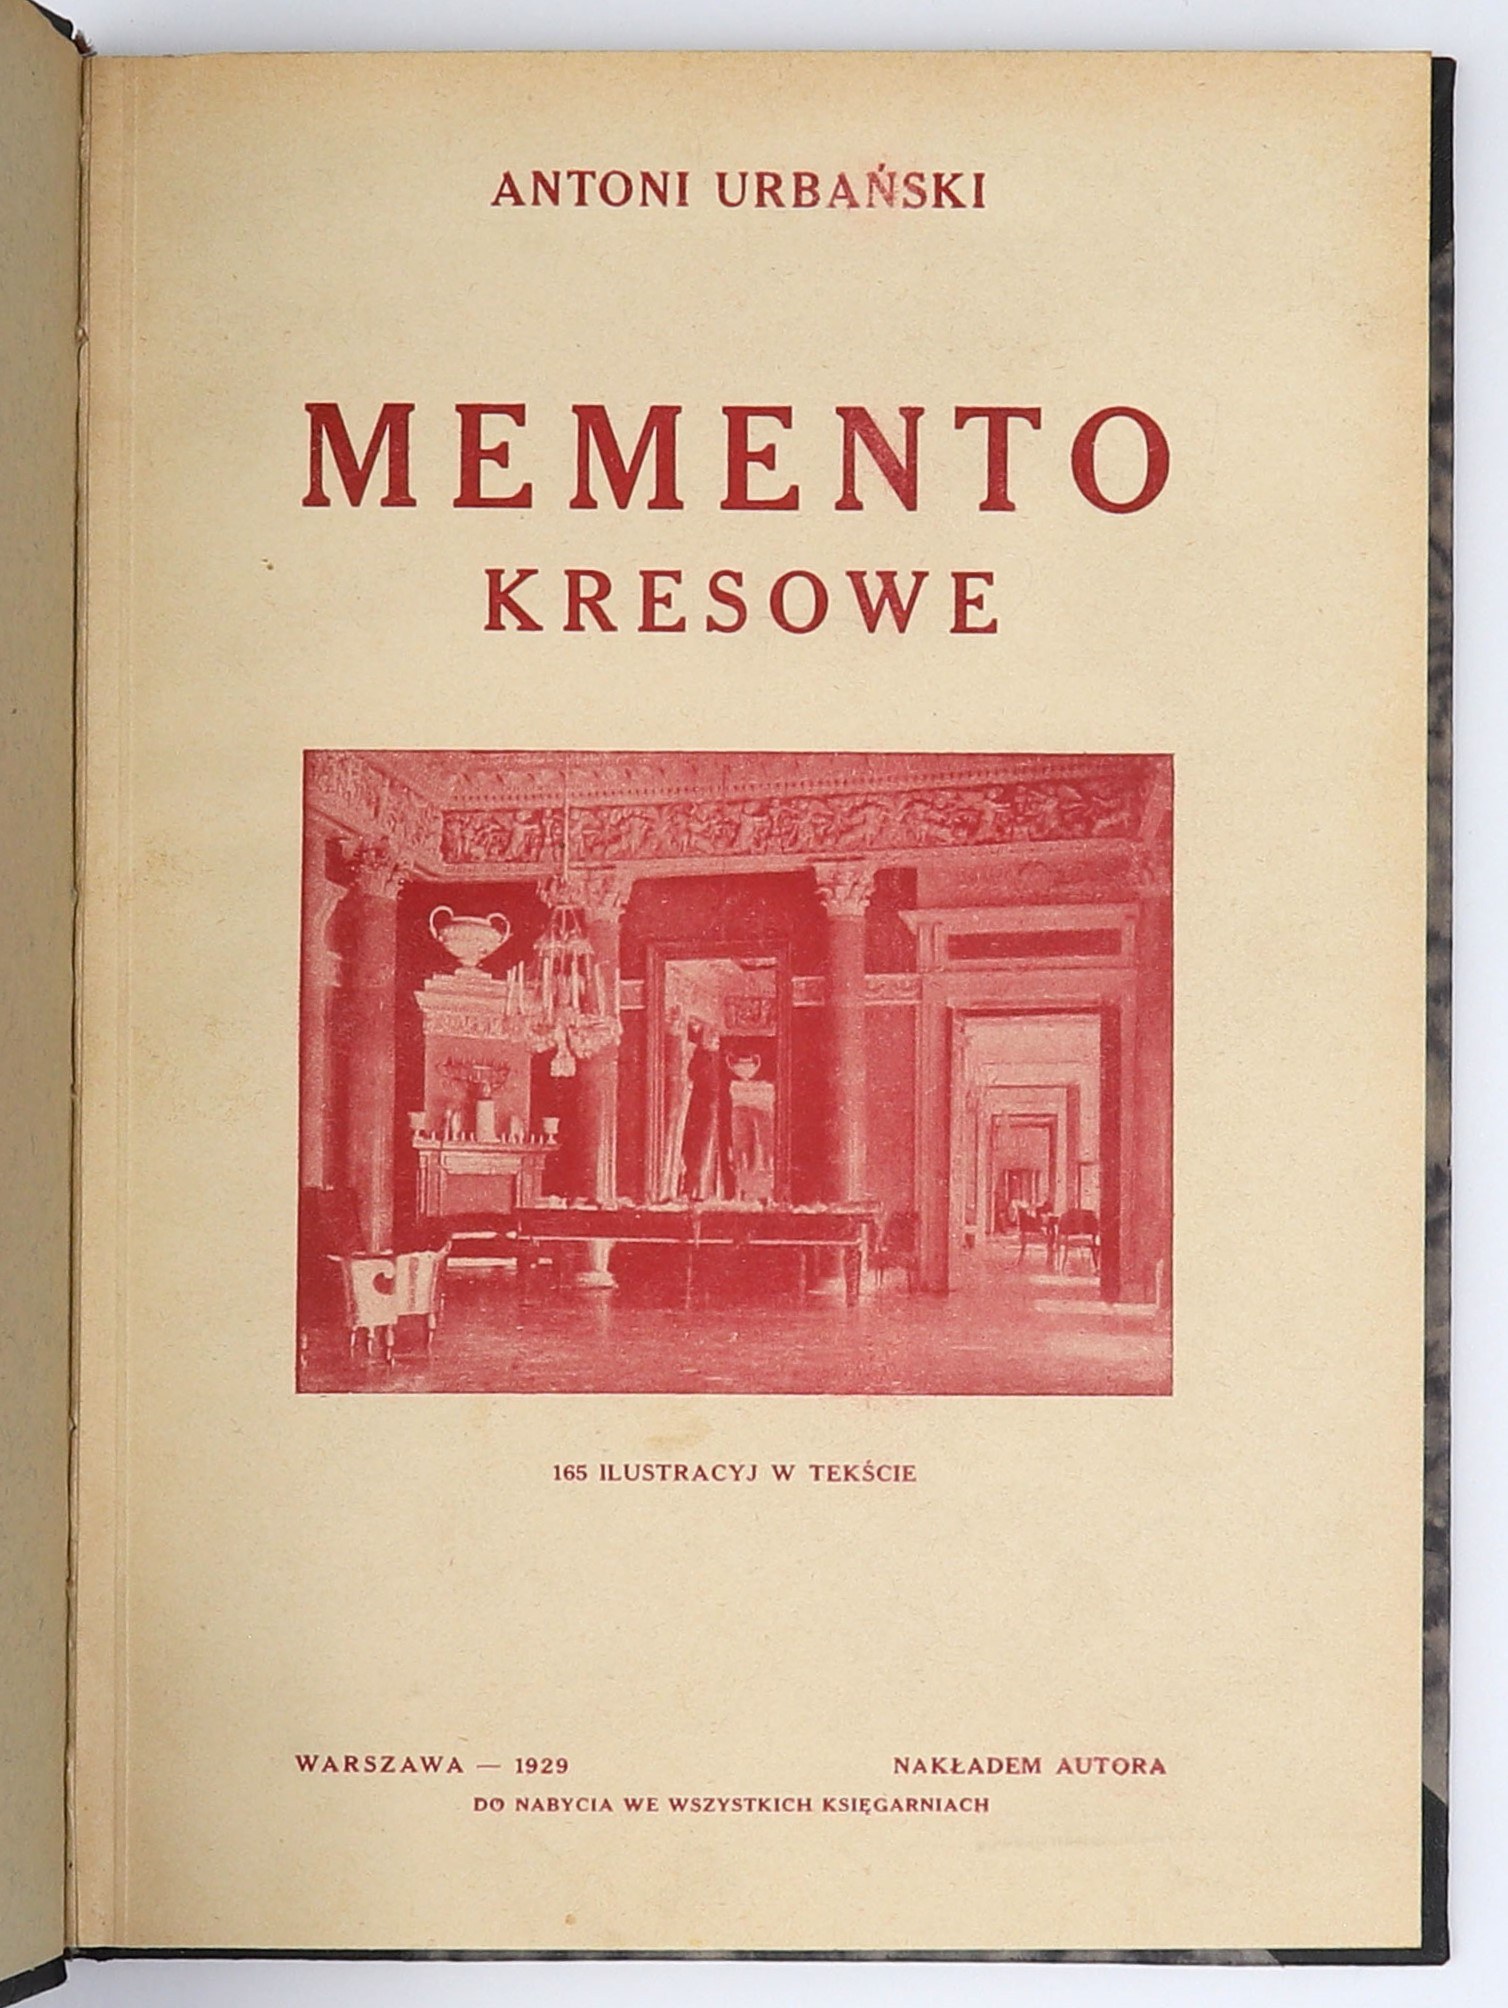 ANTONI URBAŃSKI
MEMENTO
KRESOWE
165 ILUSTRACYJ W TEKŚCIE
WARSZAWA — 1929 NAKŁADEM AUTORA
DO NABYCIA WE WSZYSTKICH KSIĘGARNIACH